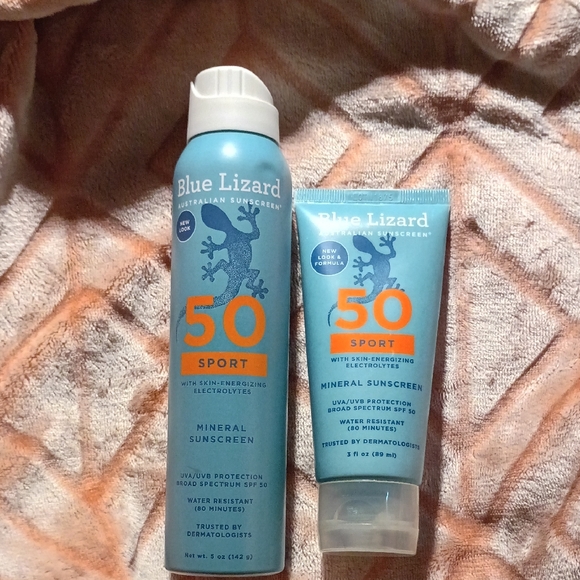 Blue Lizard
AUSTRALIAN SUNSCREEN®
NEW
LOOK
50
SPORT
WITH SKIN-ENERGIZING
ELECTROLYTES
MINERAL
SUNSCREEN
UVA/UVB PROTECTION
BROAD SPECTRUM SPF 50
WATER RESISTANT
(80 MINUTES)
TRUSTED BY
DERMATOLOGISTS
Net wt. 5 oz (142 g)
Blue Lizard
AUSTRALIAN SUNSCREEN®
NEW
LOOK &
FORMULA
50
SPORT
WITH SKIN-ENERGIZING
ELECTROLYTES
MINERAL SUNSCREEN
UVA/UVB PROTECTION
BROAD SPECTRUM SPF 50
WATER RESISTANT
(80 MINUTES)
TRUSTED BY DERMATOLOGISTS
3 fl oz (89 ml)